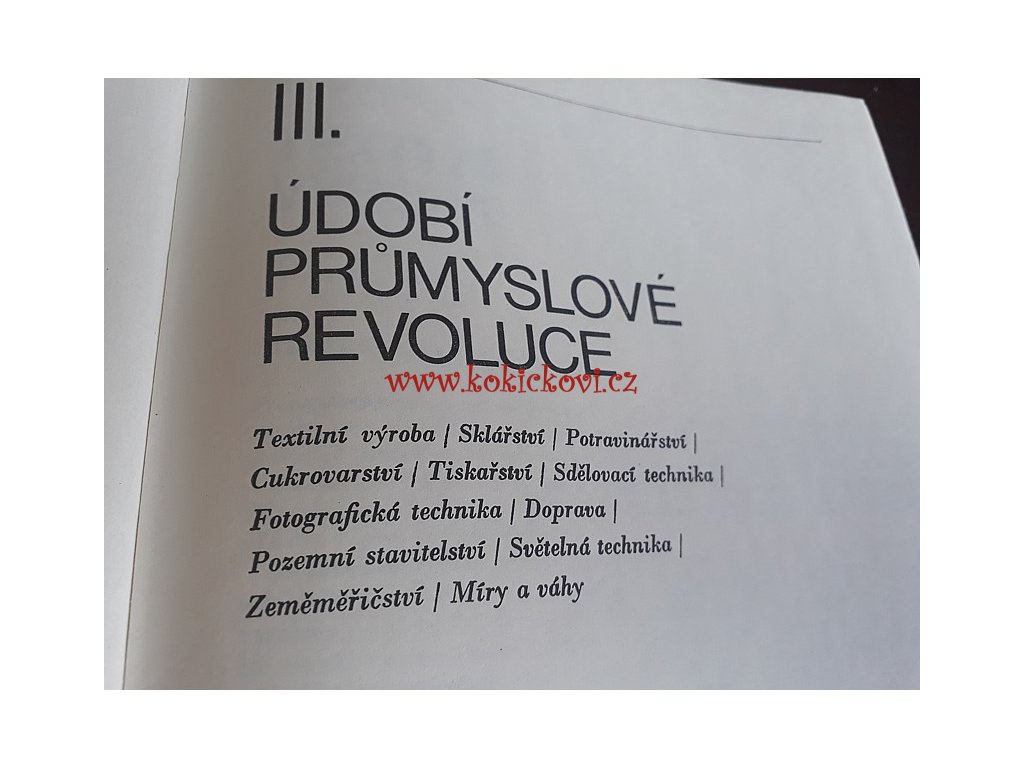 III.
ÚDOBÍ
PRŮMYSLOVÉ
REVOLUCE
www.kokickovi.cz
Textilní výroba | Sklářství | Potravinářství |
Cukrovarství | Tiskařství | Sdělovací technika |
Fotografická technika | Doprava |
Pozemní stavitelství | Světelná technika |
Zeměměřičství | Míry a váhy